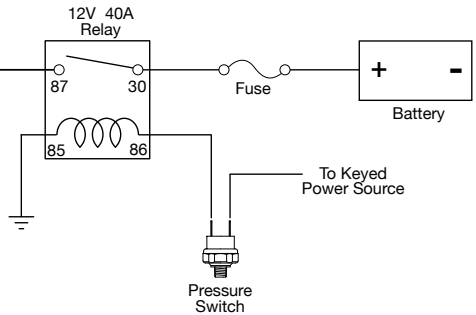 12V 40A
Relay
87
30
Fuse
+
-
Battery
85
86
To Keyed
Power Source
Pressure
Switch